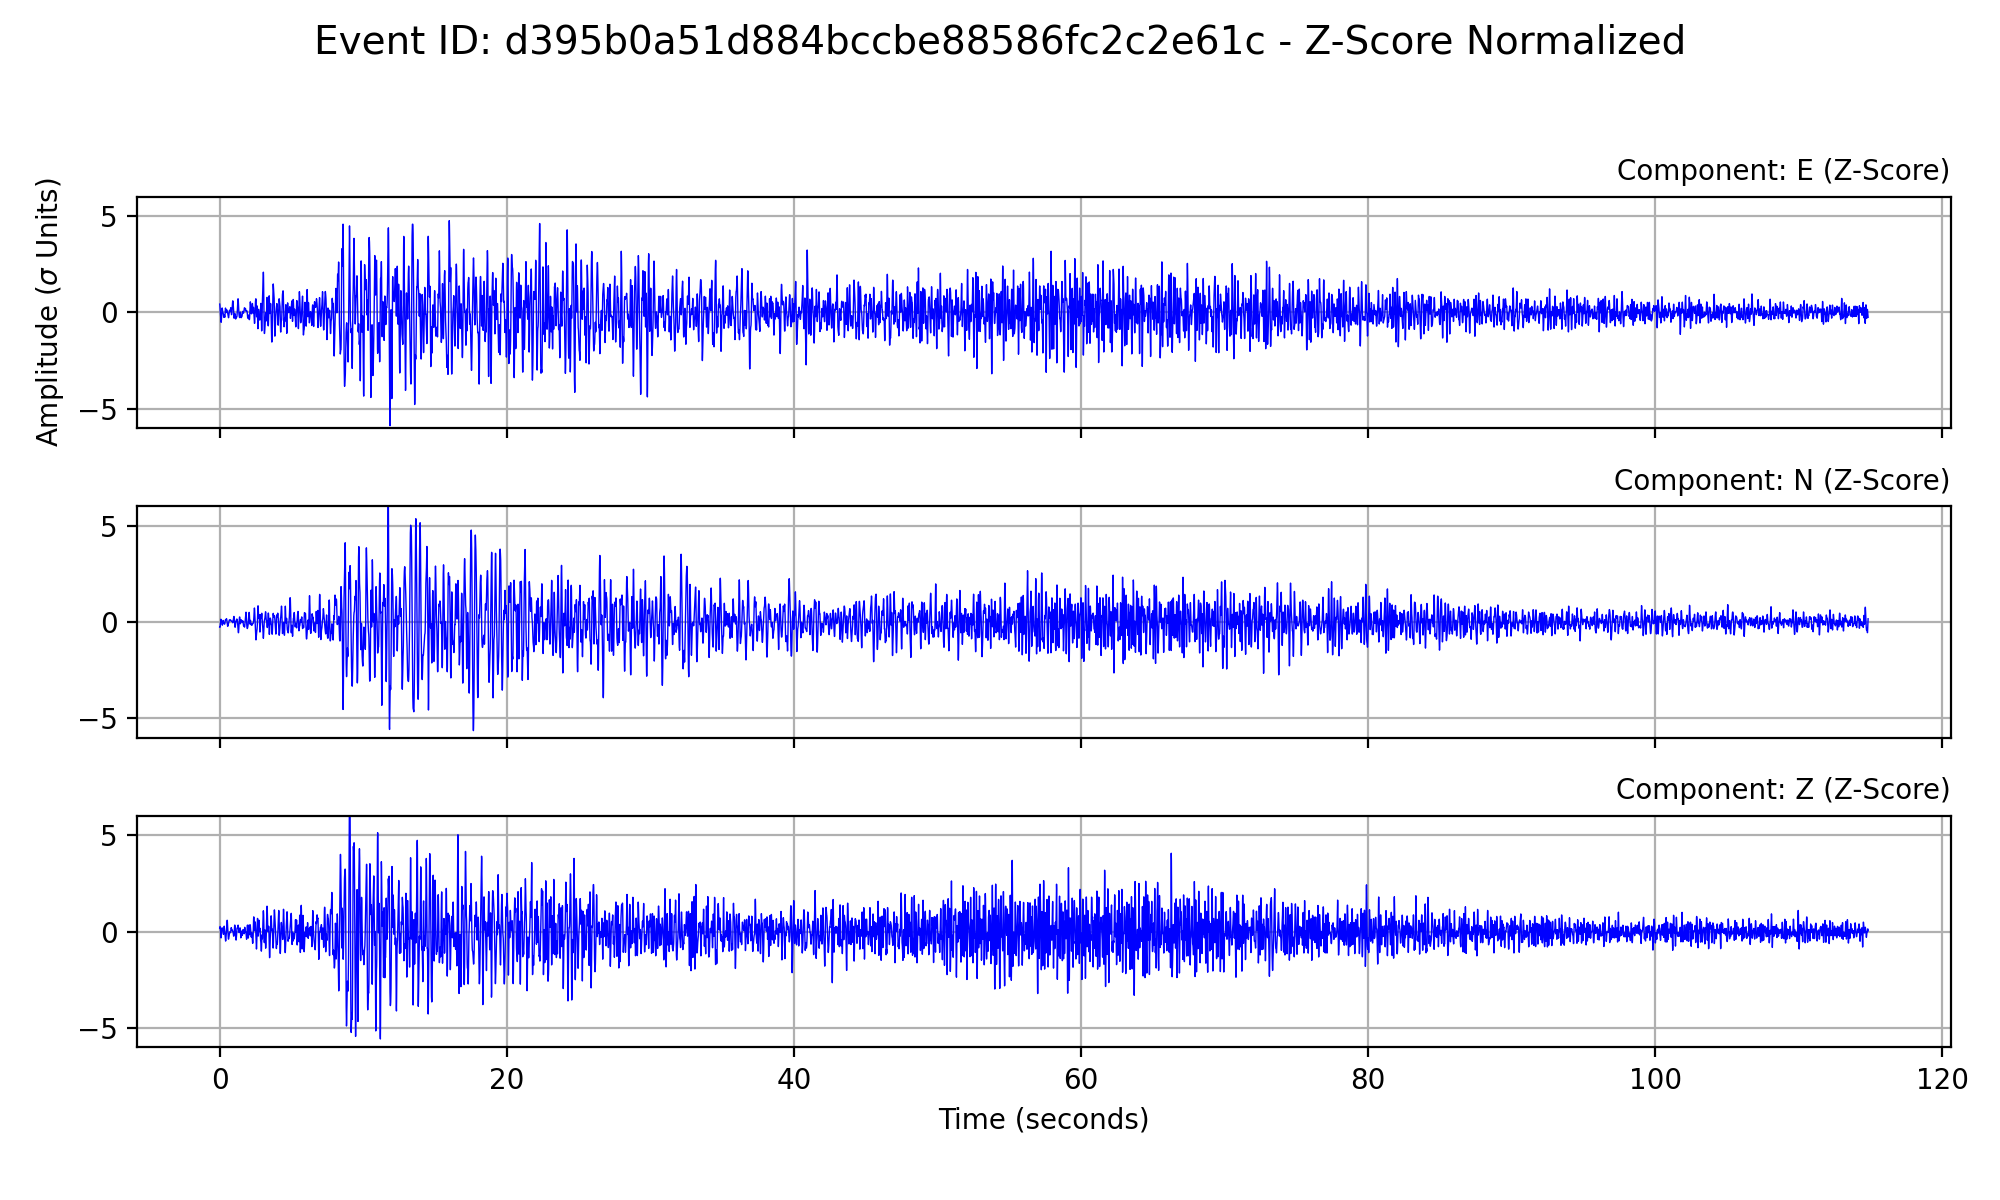 Event ID: d395b0a51d884bccbe88586fc2c2e61c - Z-Score Normalized
Component: E (Z-Score)
Amplitude (σ Units)
5
0
−5
Component: N (Z-Score)
5
0
−5
Component: Z (Z-Score)
5
0
−5
0 20 40 60 80 100 120
Time (seconds)